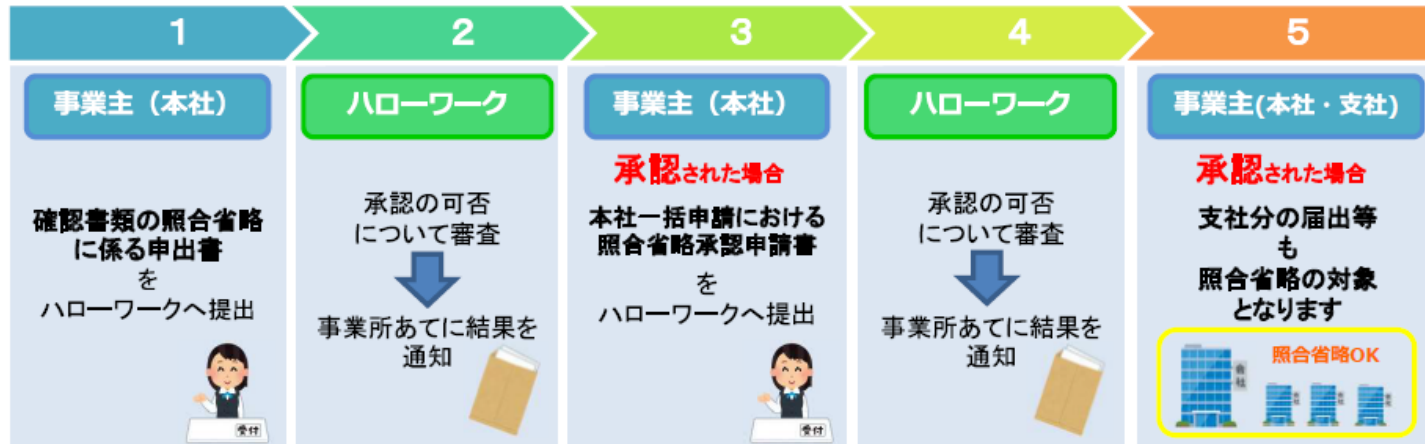 1
事業主（本社）
確認書類の照合省略
に係る申出書
を
ハローワークへ提出
受付
2
ハローワーク
承認の可否
について審査
事業所あてに結果を
通知
3
事業主（本社）
承認された場合
本社一括申請における
照合省略承認申請書
を
ハローワークへ提出
受付
4
ハローワーク
承認の可否
について審査
事業所あてに結果を
通知
5
事業主(本社・支社)
承認された場合
支社分の届出等
も
照合省略の対象
となります
照合省略OK
会社